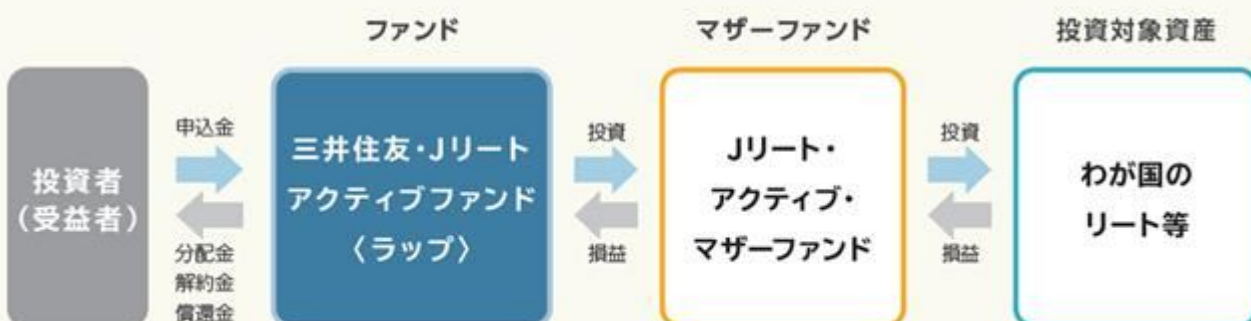 ファンド
マザーファンド
投資対象資産
投資者
（受益者）
申込金
分配金
解約金
償還金
三井住友・Jリート
アクティブファンド
〈ラップ〉
投資
損益
Jリート・
アクティブ・
マザーファンド
投資
損益
わが国の
リート等